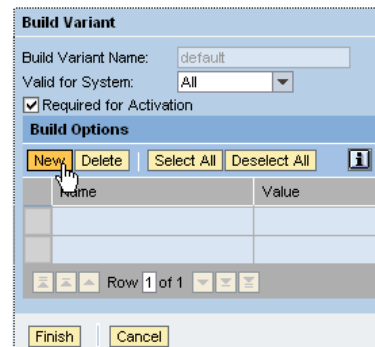 Build Variant
Build Variant Name: default
Valid for System: All
Required for Activation
Build Options
New Delete Select All Deselect All i
Name Value
Row 1 of 1
Finish Cancel